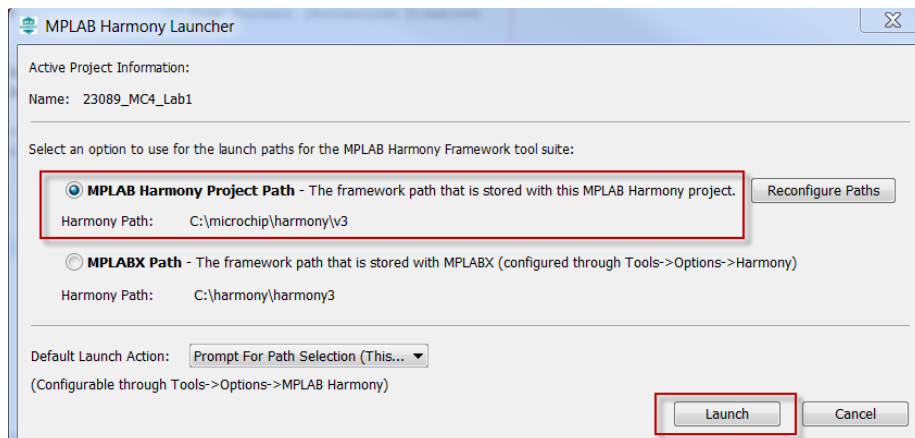 MPLAB Harmony Launcher
Active Project Information:
Name: 23089_MC4_Lab1
Select an option to use for the launch paths for the MPLAB Harmony Framework tool suite:
MPLAB Harmony Project Path - The framework path that is stored with this MPLAB Harmony project. Reconfigure Paths
Harmony Path: C:\microchip\harmony\v3
MPLABX Path - The framework path that is stored with MPLABX (configured through Tools->Options->Harmony)
Harmony Path: C:\harmony\harmony3
Default Launch Action: Prompt For Path Selection (This...
(Configurable through Tools->Options->MPLAB Harmony)
Launch Cancel